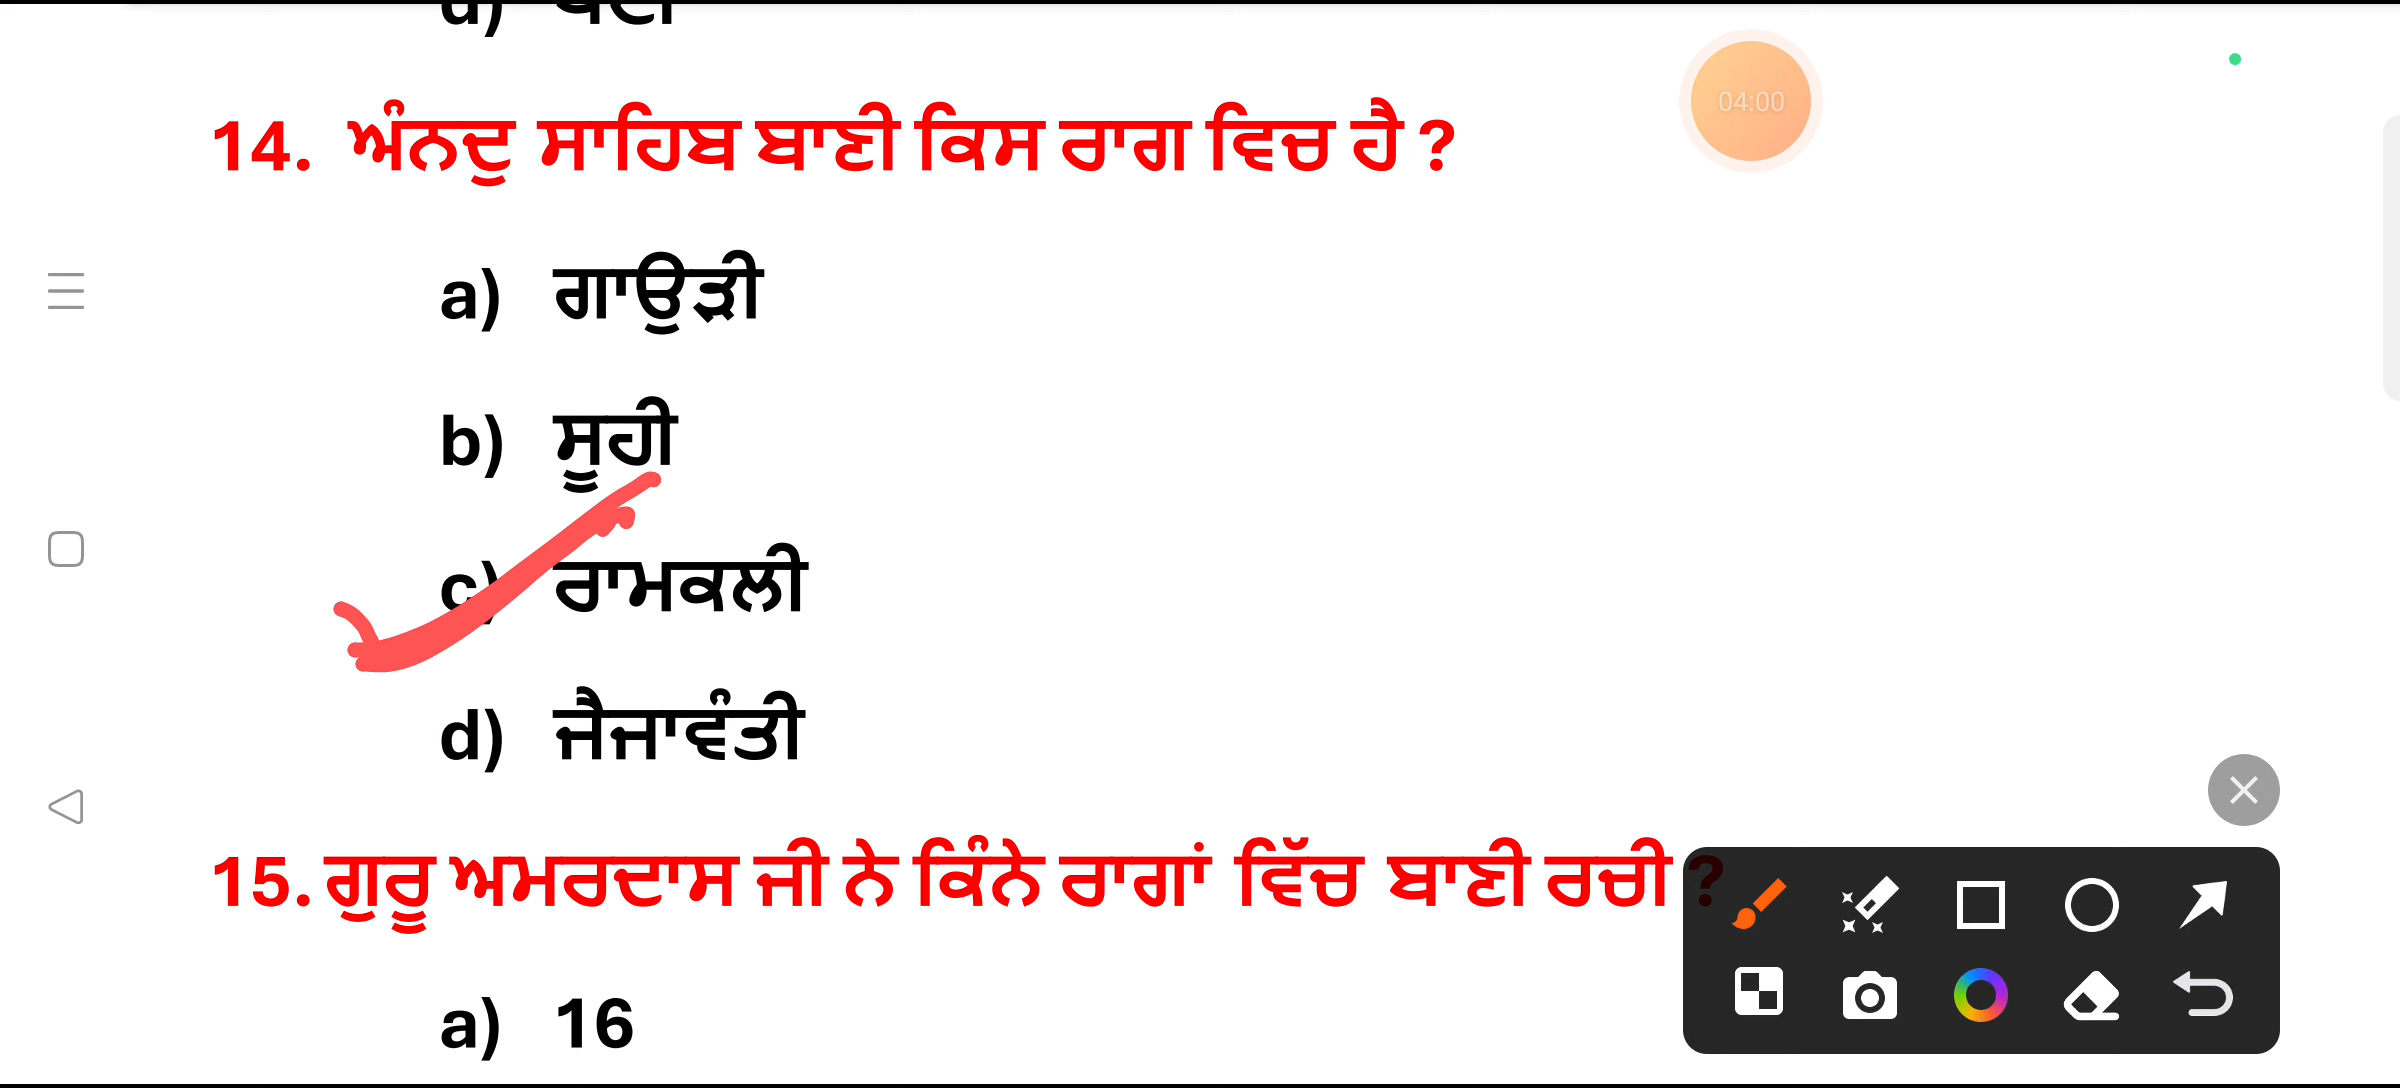 04:00
14. ਅੰਨਦੁ ਸਾਹਿਬ ਬਾਣੀ ਕਿਸ ਰਾਗ ਵਿਚ ਹੈ ?
a) ਗਾਉੜੀ
b) ਸੂਹੀ
c) ਰਾਮਕਲੀ
d) ਜੈਜਾਵੰਤੀ
15. ਗੁਰੂ ਅਮਰਦਾਸ ਜੀ ਨੇ ਕਿੰਨੇ ਰਾਗਾਂ ਵਿੱਚ ਬਾਣੀ ਰਚੀ ?
a) 16